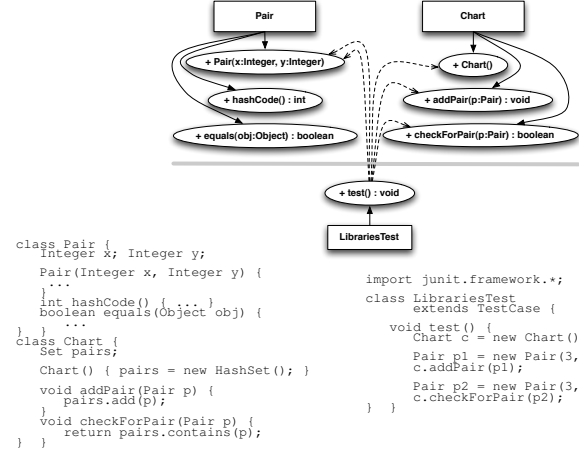 Pair
Chart
+ Pair(x:Integer, y:Integer)
+ Chart()
+ hashCode() : int
+ addPair(p:Pair) : void
+ equals(obj:Object) : boolean
+ checkForPair(p:Pair) : boolean
+ test() : void
LibrariesTest
class Pair {
Integer x; Integer y;
Pair(Integer x, Integer y) {
...
}
int hashCode() { ... }
boolean equals(Object obj) {
...
} }
class Chart {
Set pairs;
Chart() { pairs = new HashSet(); }
void addPair(Pair p) {
pairs.add(p);
}
void checkForPair(Pair p) {
return pairs.contains(p);
} }
import junit.framework.*;
class LibrariesTest
extends TestCase {
void test() {
Chart c = new Chart()
Pair p1 = new Pair(3,
c.addPair(p1);
Pair p2 = new Pair(3,
c.checkForPair(p2);
} }